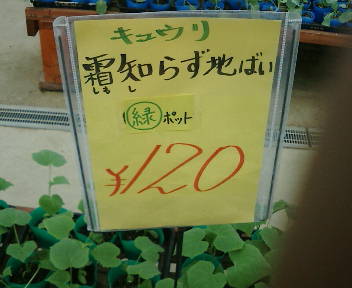 キュウリ
霜知らず地ばい
しも し
緑 ポット
¥120